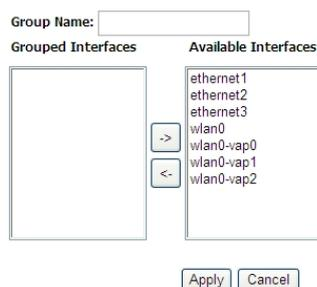 Group Name:
Grouped Interfaces Available Interfaces
ethernet1
ethernet2
ethernet3
wlan0
wlan0-vap0
wlan0-vap1
wlan0-vap2
->
<-
Apply Cancel